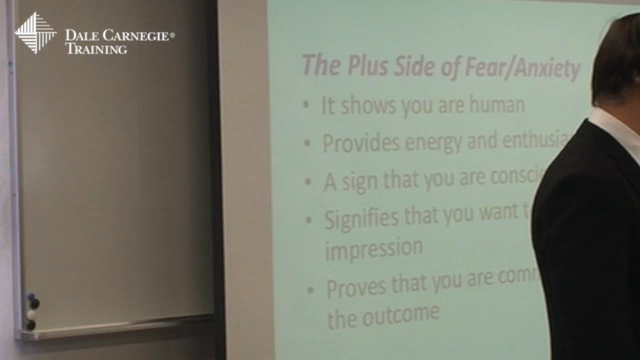 DALE CARNEGIE®
TRAINING
The Plus Side of Fear/Anxiety
• It shows you are human
• Provides energy and
• A sign that you are
• Signifies that you want
impression
• Proves that you are
the outcome